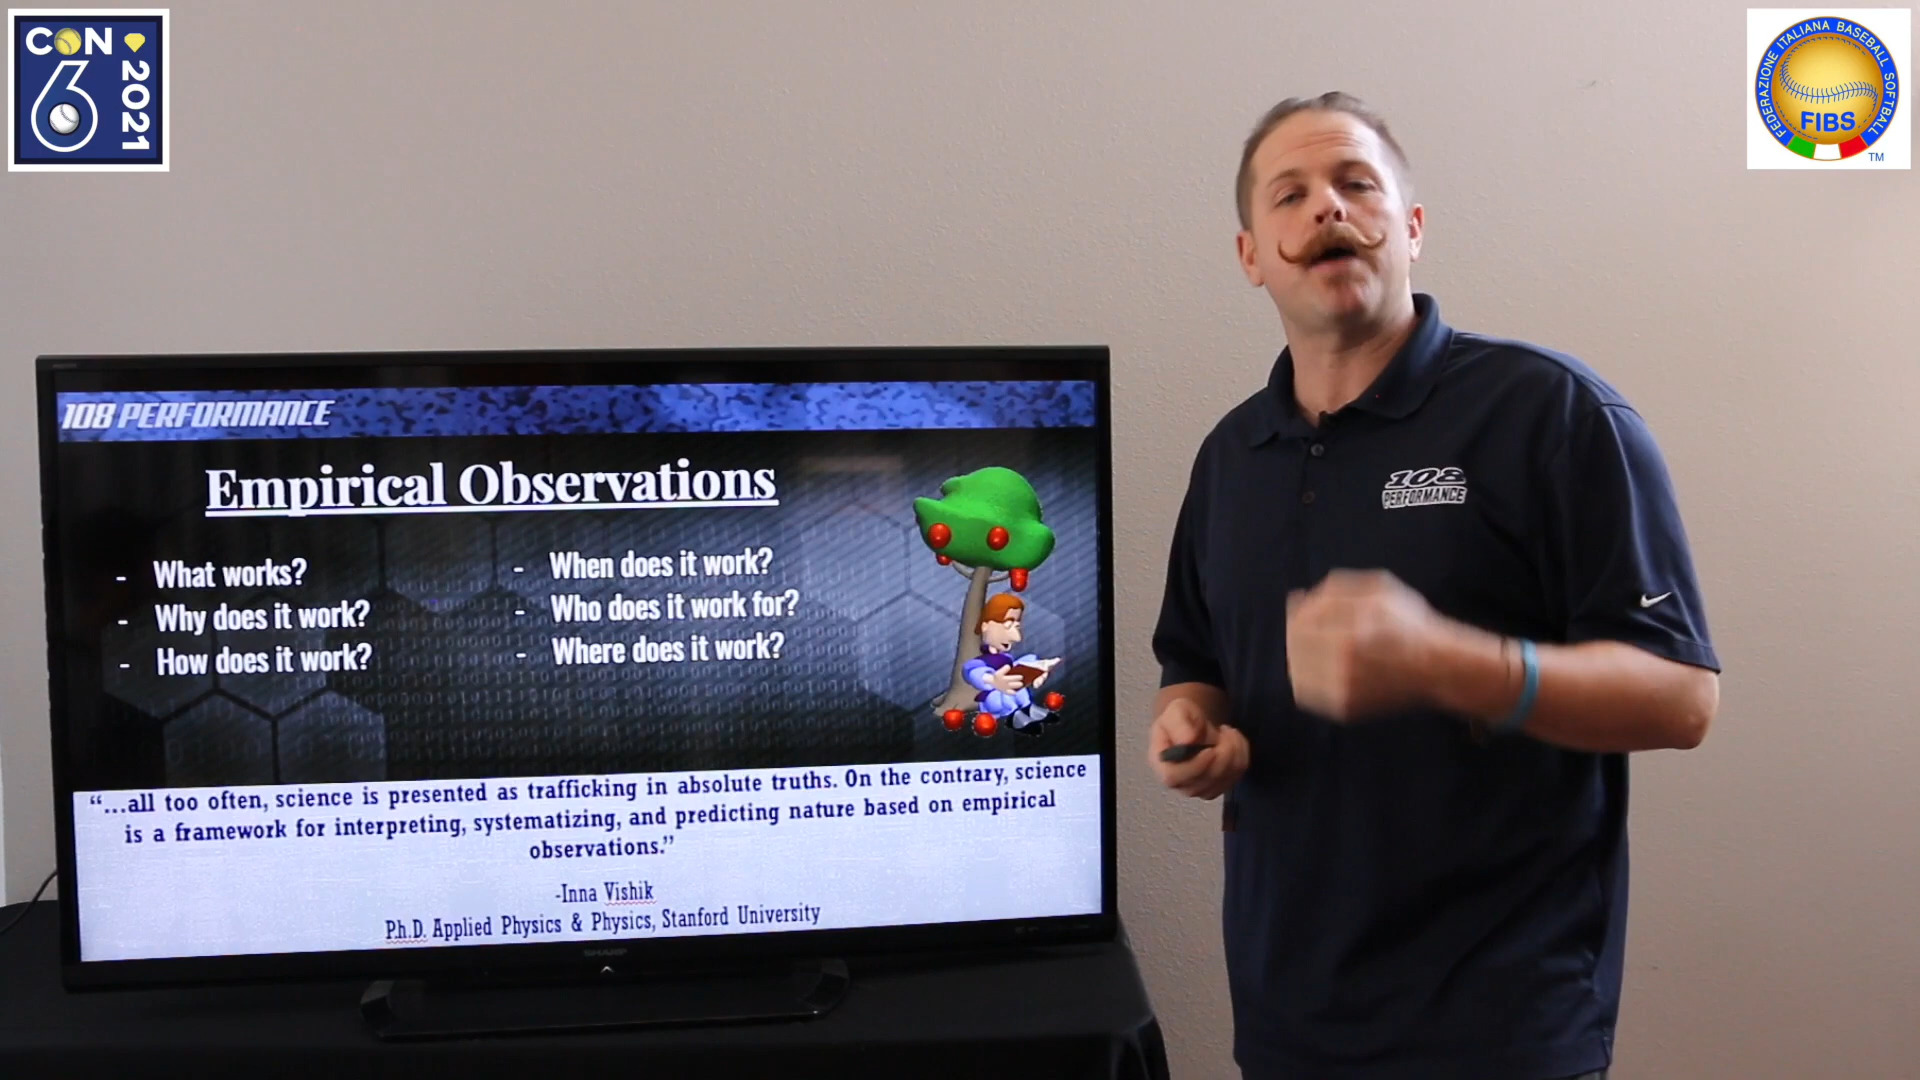 CON
6
2021
FEDERAZIONE ITALIANA BASEBALL SOFTBALL
FIBS
TM
108 PERFORMANCE
Empirical Observations
- What works?
- Why does it work?
- How does it work?
- When does it work?
- Who does it work for?
- Where does it work?
“...all too often, science is presented as trafficking in absolute truths. On the contrary, science
is a framework for interpreting, systematizing, and predicting nature based on empirical
observations.”
-Inna Vishik
Ph.D. Applied Physics & Physics, Stanford University
SHARP
108
PERFORMANCE